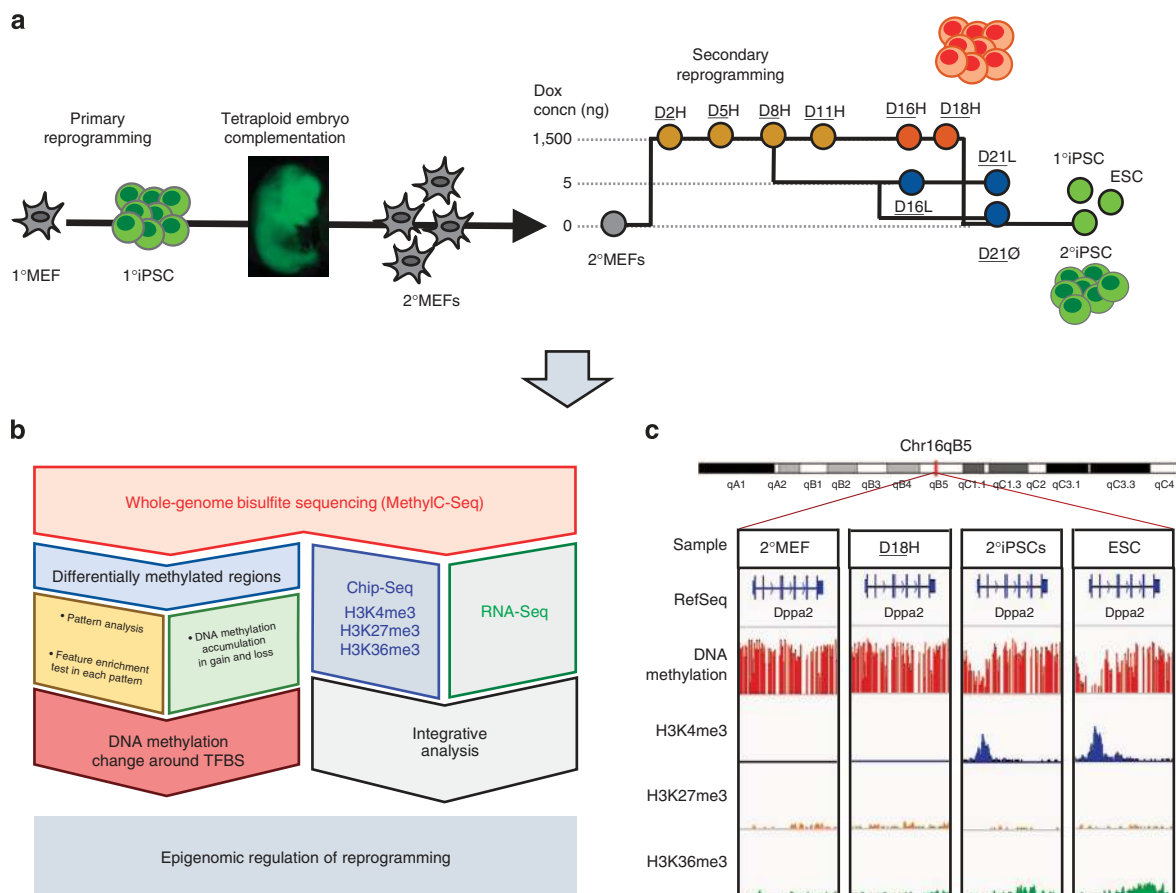 a
Primary
reprogramming
Tetraploid embryo
complementation
1°MEF
1°iPSC
2°MEFs
Secondary
reprogramming
Dox
concn (ng)
1,500
5
0
D2H
D5H
D8H
D11H
D16H
D18H
D21L
D16L
D21Ø
2°MEFs
1°iPSC
ESC
2°iPSC
b
Whole-genome bisulfite sequencing (MethylC-Seq)
Differentially methylated regions
• Pattern analysis
• Feature enrichment
test in each pattern
• DNA methylation
accumulation
in gain and loss
Chip-Seq
H3K4me3
H3K27me3
H3K36me3
RNA-Seq
DNA methylation
change around TFBS
Integrative
analysis
Epigenomic regulation of reprogramming
c
Chr16qB5
qA1 qA2 qB1 qB2 qB3 qB4 qB5 qC1.1 qC1.3 qC2 qC3.1 qC3.3 qC4
Sample 2°MEF D18H 2°iPSCs ESC
RefSeq
Dppa2 Dppa2 Dppa2 Dppa2
DNA
methylation
H3K4me3
H3K27me3
H3K36me3